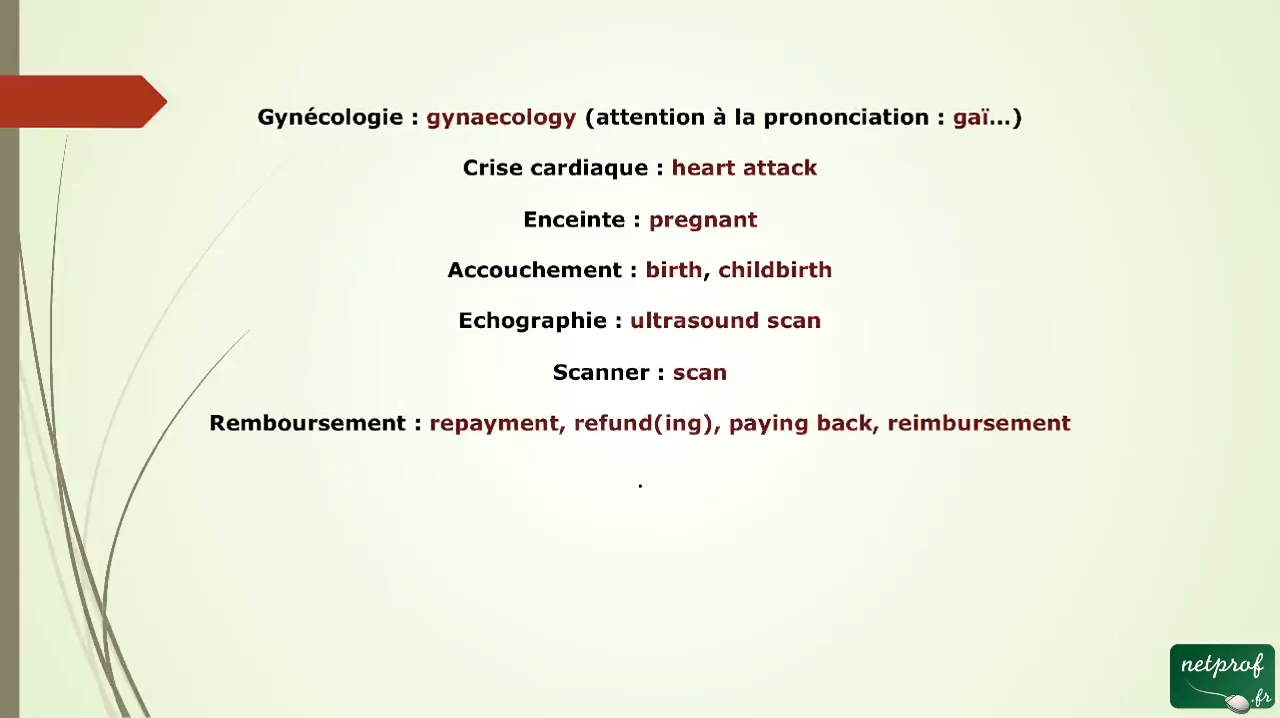 Gynécologie : gynaecology (attention à la prononciation : gaï...)
Crise cardiaque : heart attack
Enceinte : pregnant
Accouchement : birth, childbirth
Echographie : ultrasound scan
Scanner : scan
Remboursement : repayment, refund(ing), paying back, reimbursement
.
netprof
.fr